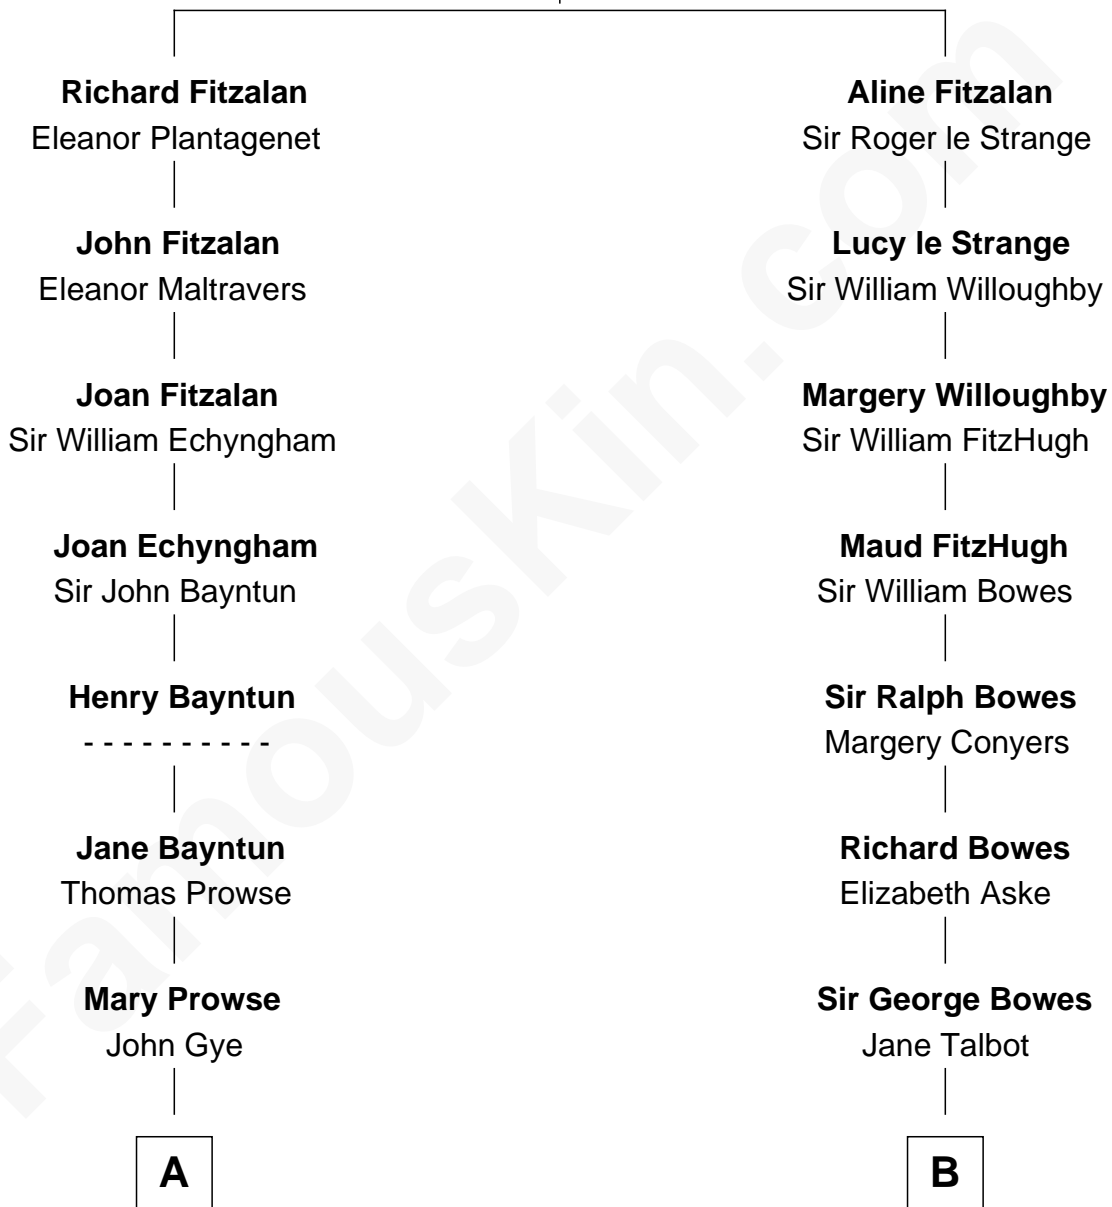 Richard Fitzalan
Eleanor Plantagenet
John Fitzalan
Eleanor Maltravers
Joan Fitzalan
Sir William Echyngham
Joan Echyngham
Sir John Bayntun
Henry Bayntun
- - - - - - - - - -
Jane Bayntun
Thomas Prowse
Mary Prowse
John Gye
A
Aline Fitzalan
Sir Roger le Strange
Lucy le Strange
Sir William Willoughby
Margery Willoughby
Sir William FitzHugh
Maud FitzHugh
Sir William Bowes
Sir Ralph Bowes
Margery Conyers
Richard Bowes
Elizabeth Aske
Sir George Bowes
Jane Talbot
B
FamousKin.com